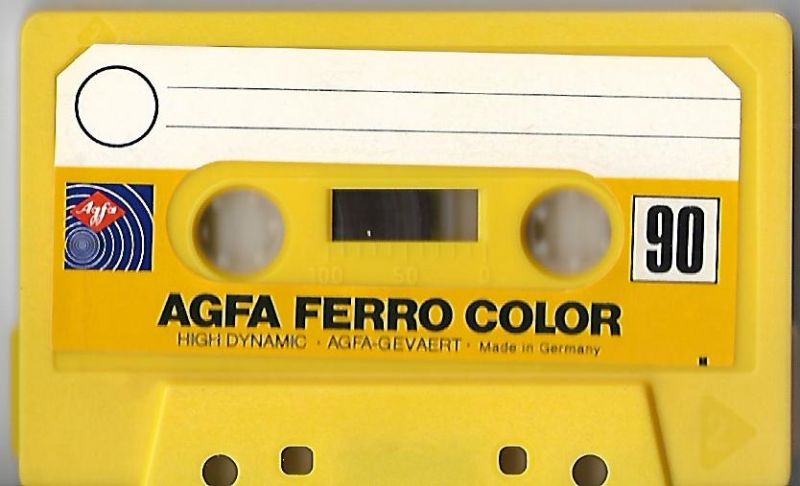 Agfa
90
100 50 0
AGFA FERRO COLOR
HIGH DYNAMIC · AGFA-GEVAERT · Made in Germany